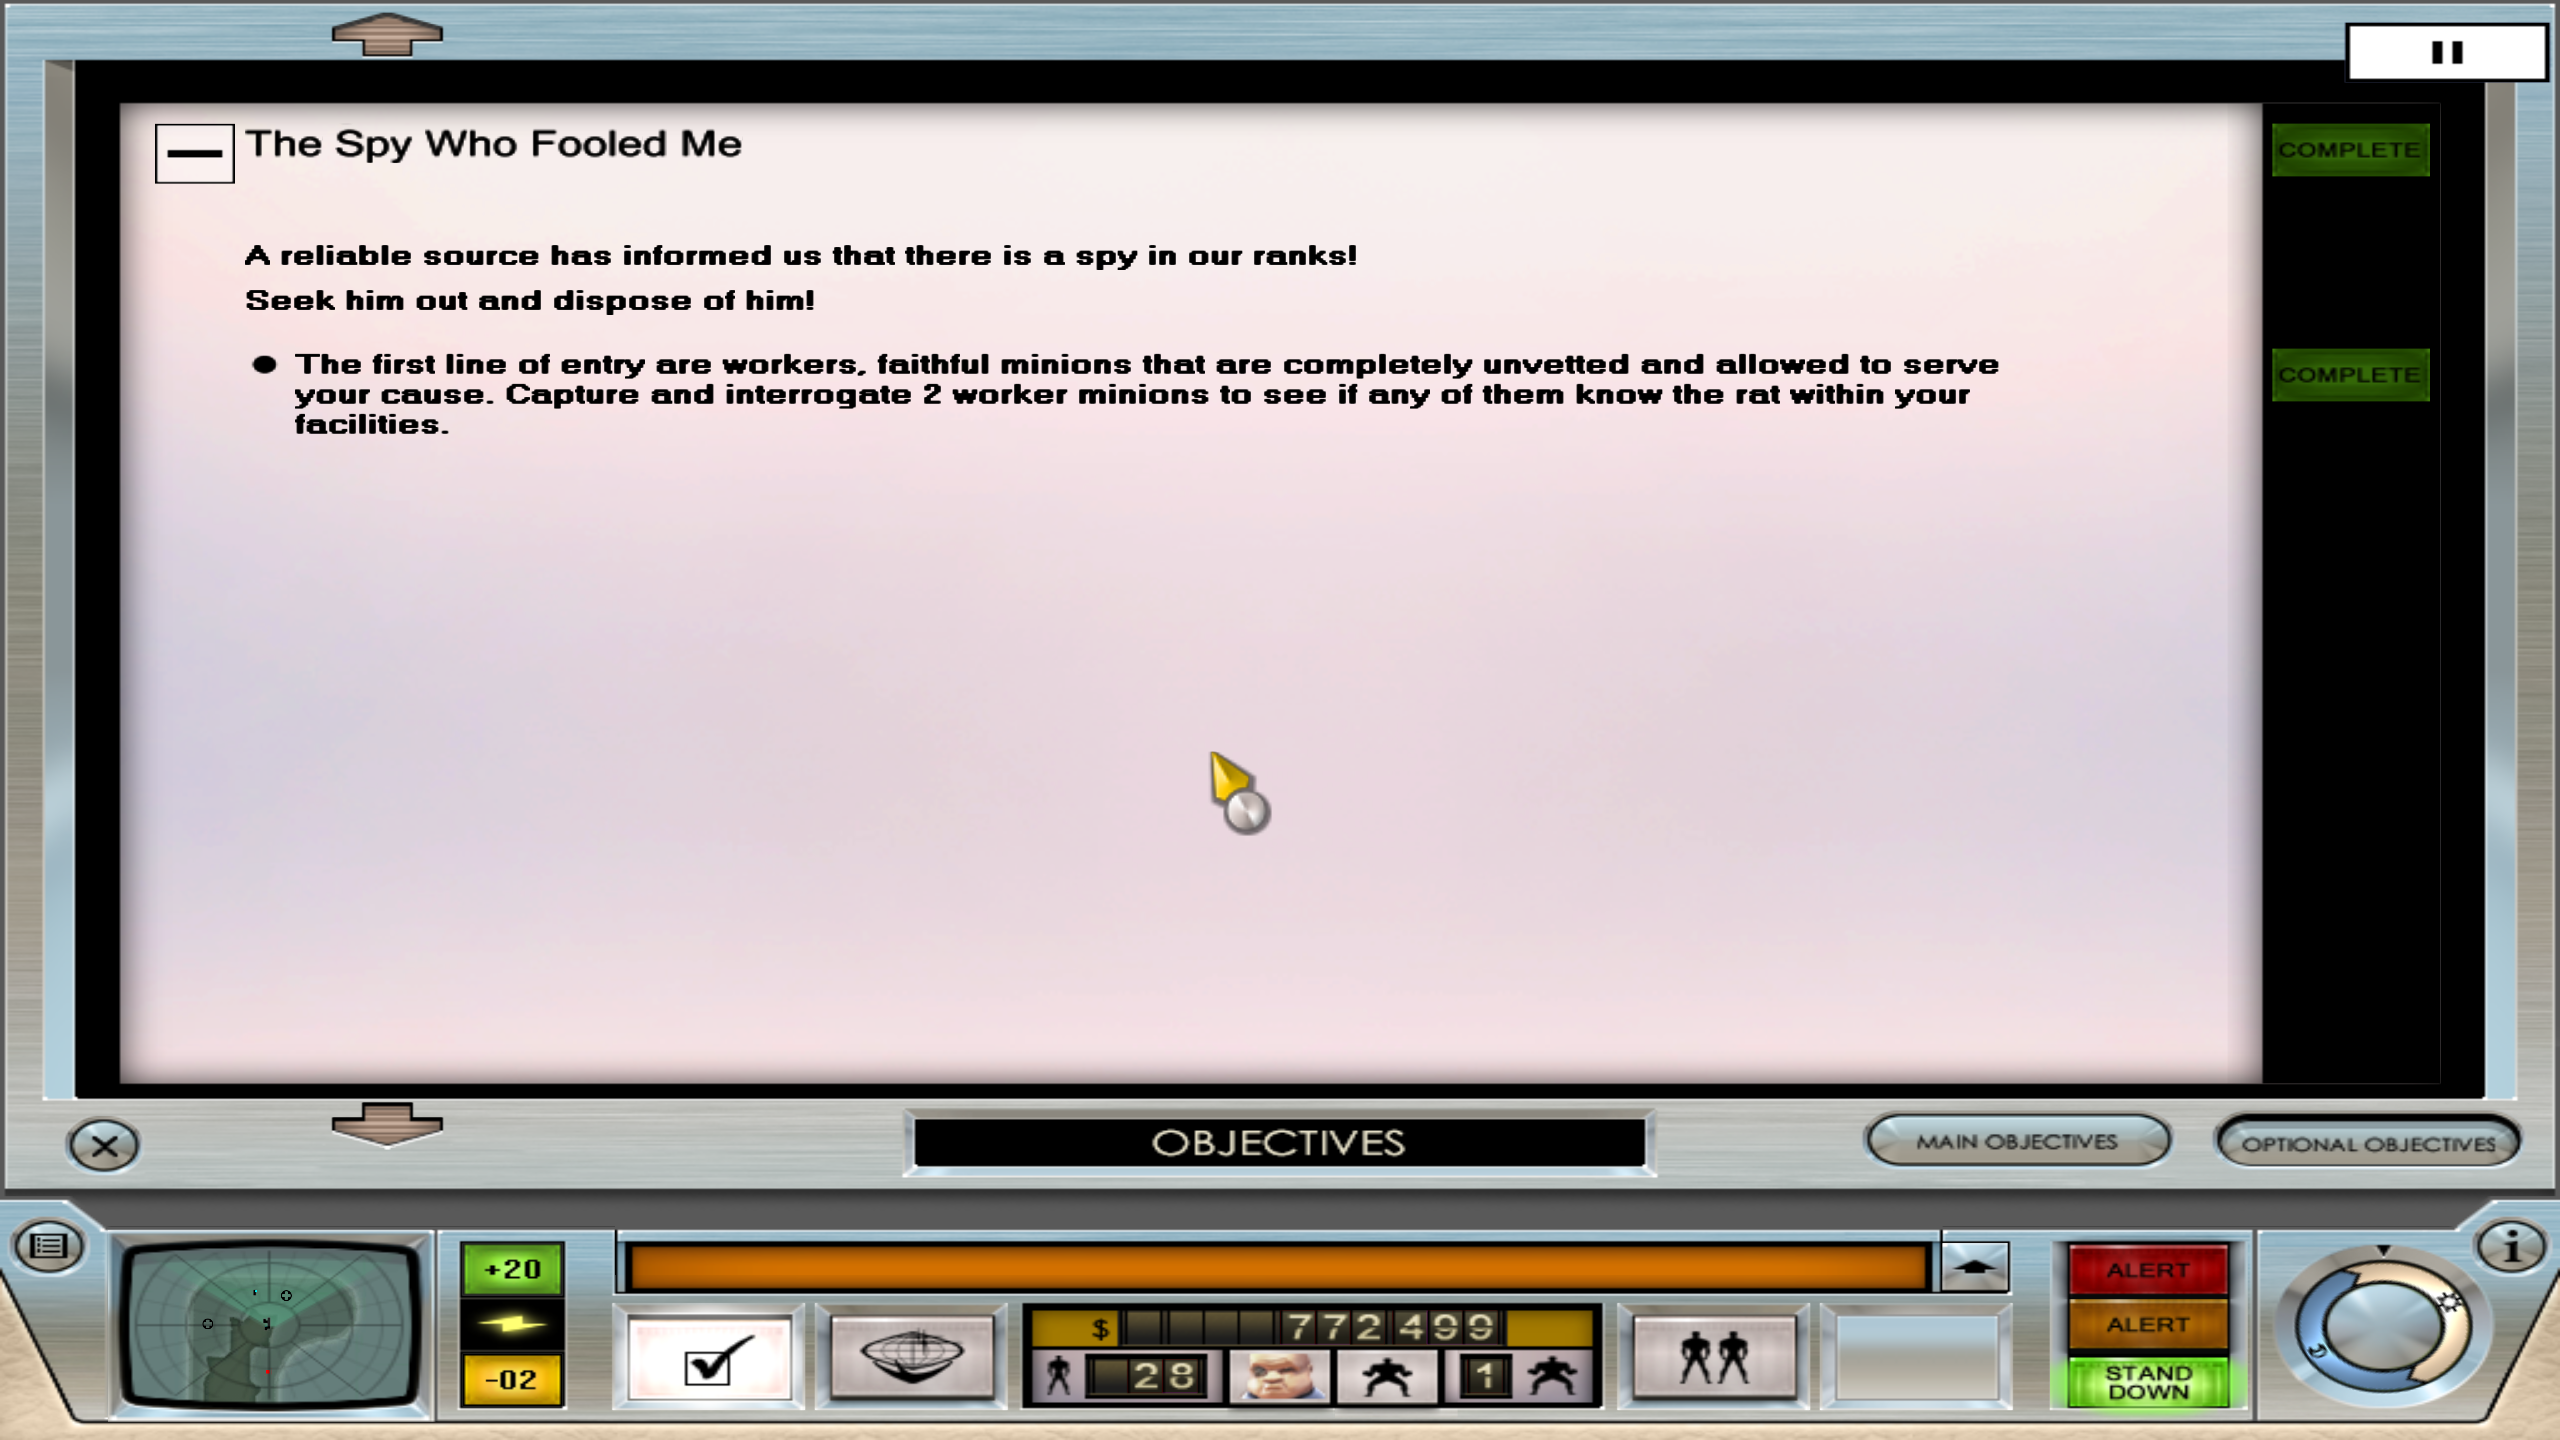 The Spy Who Fooled Me
COMPLETE
A reliable source has informed us that there is a spy in our ranks!
Seek him out and dispose of him!
The first line of entry are workers, faithful minions that are completely unvetted and allowed to serve
your cause. Capture and interrogate 2 worker minions to see if any of them know the rat within your
facilities.
COMPLETE
OBJECTIVES
MAIN OBJECTIVES
OPTIONAL OBJECTIVES
+20
-02
$ 772499
28
1
ALERT
ALERT
STAND
DOWN
i